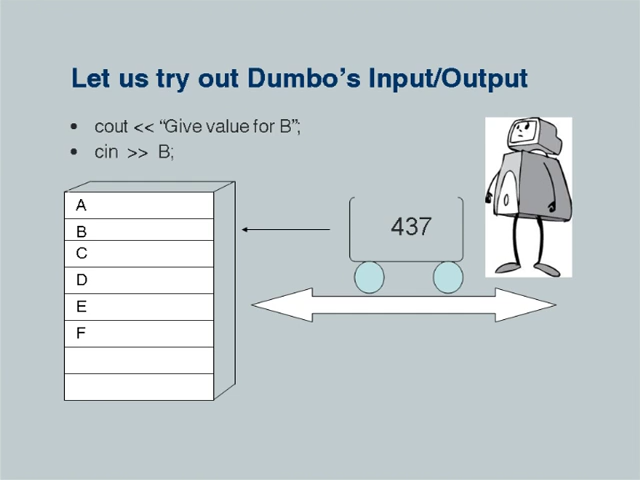 Let us try out Dumbo’s Input/Output
• cout << “Give value for B”;
• cin >> B;
A
B
437
C
D
E
F